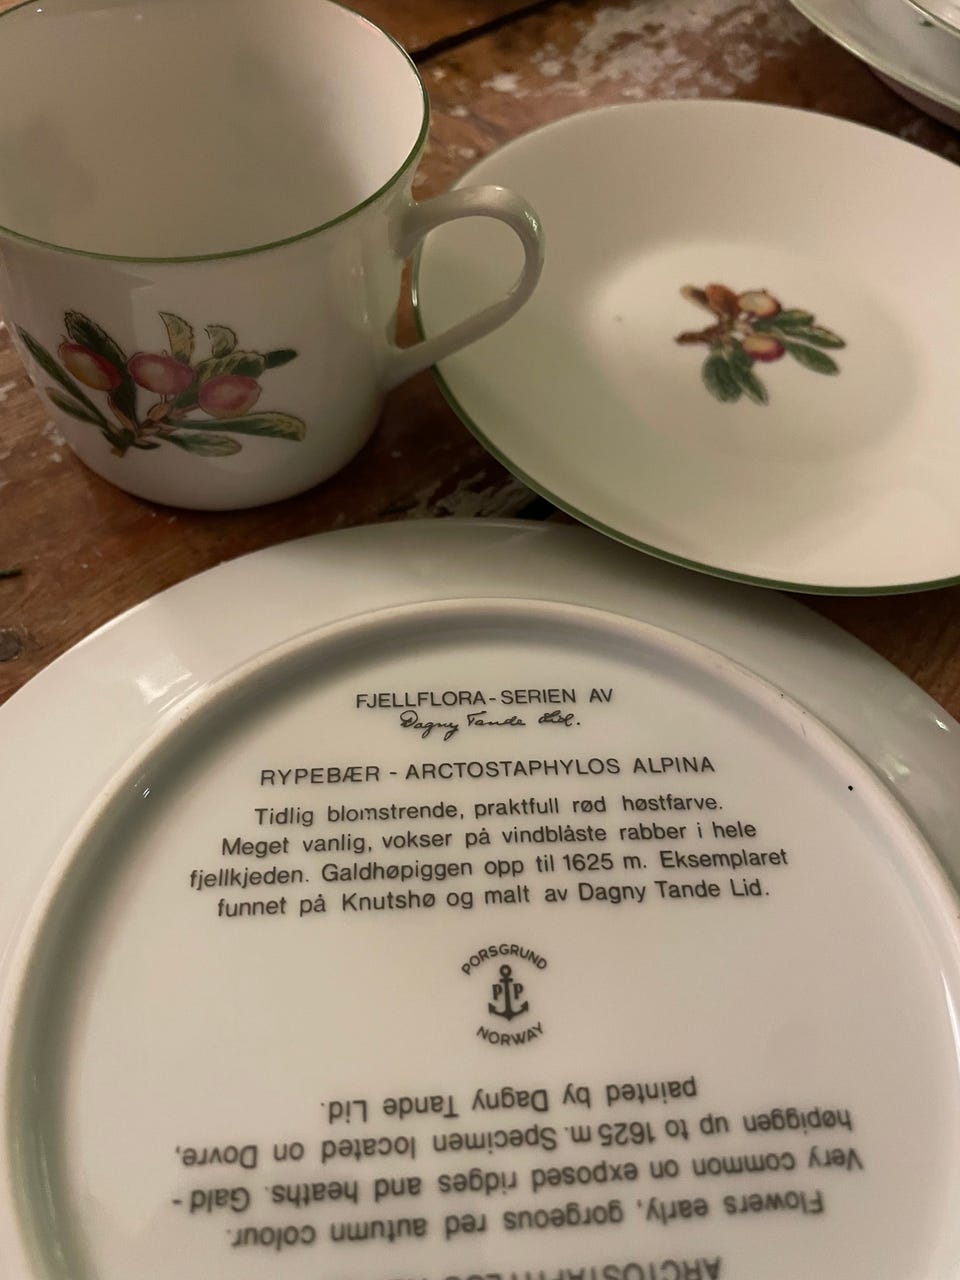 FJELLFLORA-SERIEN AV
Dagny Tande Lid.
RYPEBÆR - ARCTOSTAPHYLOS ALPINA
Tidlig blomstrende, praktfull rød høstfarve.
Meget vanlig, vokser på vindblåste rabber i hele
fjellkjeden. Galdhøpiggen opp til 1625 m. Eksemplaret
funnet på Knutshø og malt av Dagny Tande Lid.
PORSGRUND
PP
NORWAY
ARCTOSTAPHYLOS
Flowers early, gorgeous red autumn colour.
Very common on exposed ridges and heaths. Gald-
høpiggen up to 1625 m. Specimen located on Dovre,
painted by Dagny Tande Lid.